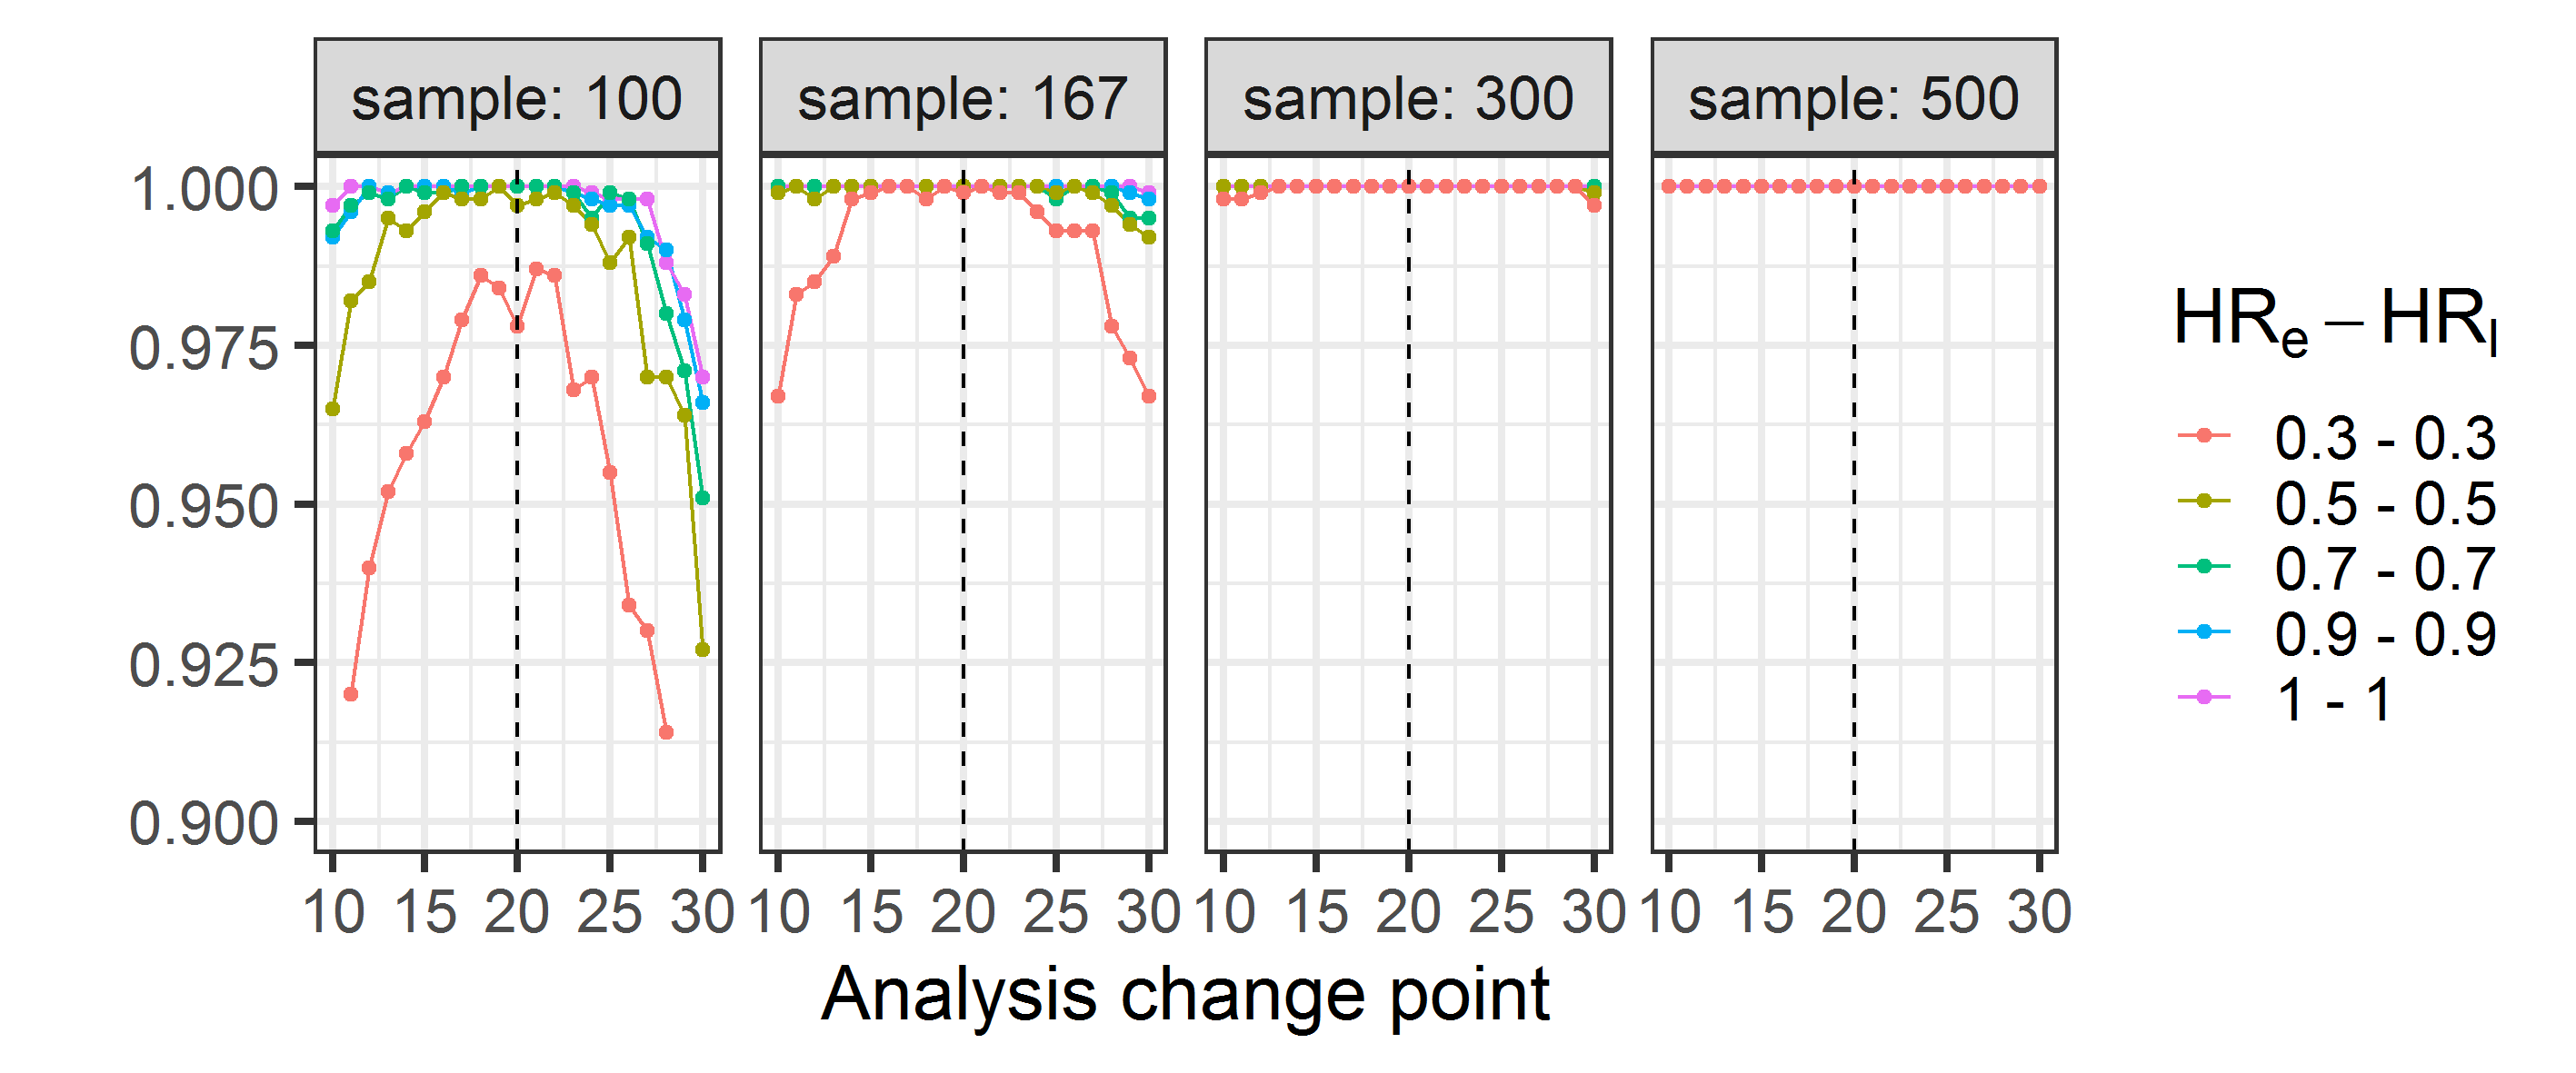 sample: 100 sample: 167 sample: 300 sample: 500
1.000
0.975
0.950
0.925
0.900
10 15 20 25 30 10 15 20 25 30 10 15 20 25 30 10 15 20 25 30
Analysis change point
HRe – HRl
0.3 - 0.3
0.5 - 0.5
0.7 - 0.7
0.9 - 0.9
1 - 1